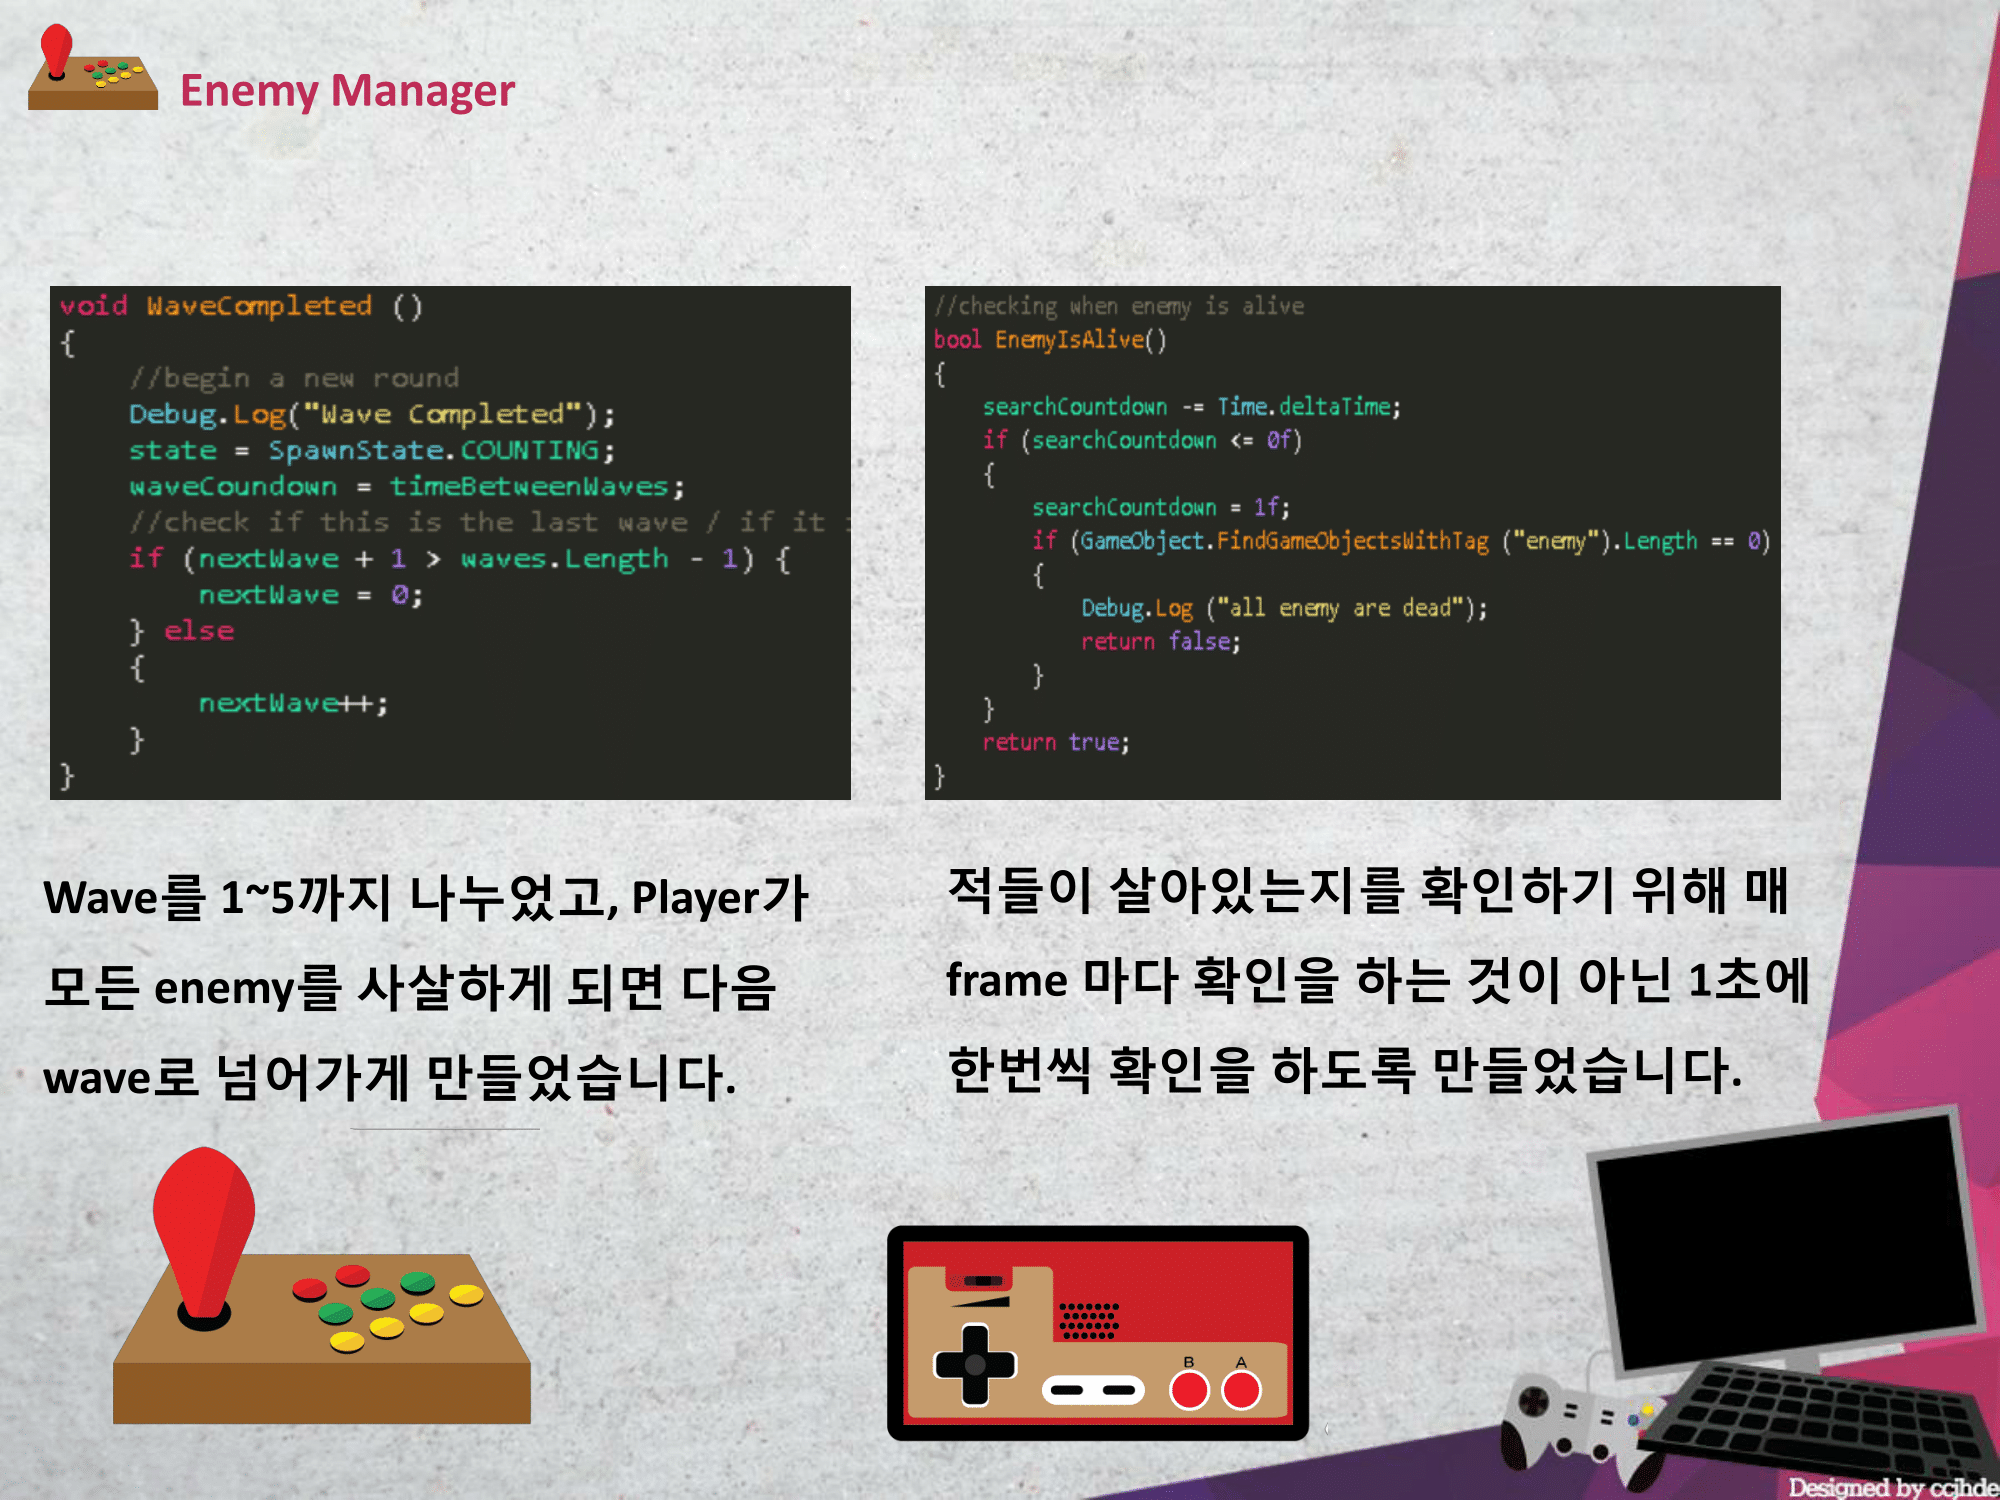 Enemy Manager
void WaveCompleted ()
{
//begin a new round
Debug.Log("Wave Completed");
state = SpawnState.COUNTING;
waveCoundown = timeBetweenWaves;
//check if this is the last wave / if it
if (nextWave + 1 > waves.Length - 1) {
nextWave = 0;
} else
{
nextWave++;
}
}
//checking when enemy is alive
bool EnemyIsAlive()
{
searchCountdown -= Time.deltaTime;
if (searchCountdown <= 0f)
{
searchCountdown = 1f;
if (GameObject.FindGameObjectsWithTag ("enemy").Length == 0)
{
Debug.Log ("all enemy are dead");
return false;
}
}
return true;
}
Wave를 1~5까지 나누었고, Player가
모든 enemy를 사살하게 되면 다음
wave로 넘어가게 만들었습니다.
적들이 살아있는지를 확인하기 위해 매
frame 마다 확인을 하는 것이 아닌 1초에
한번씩 확인을 하도록 만들었습니다.
B A
Designed by ccjhde